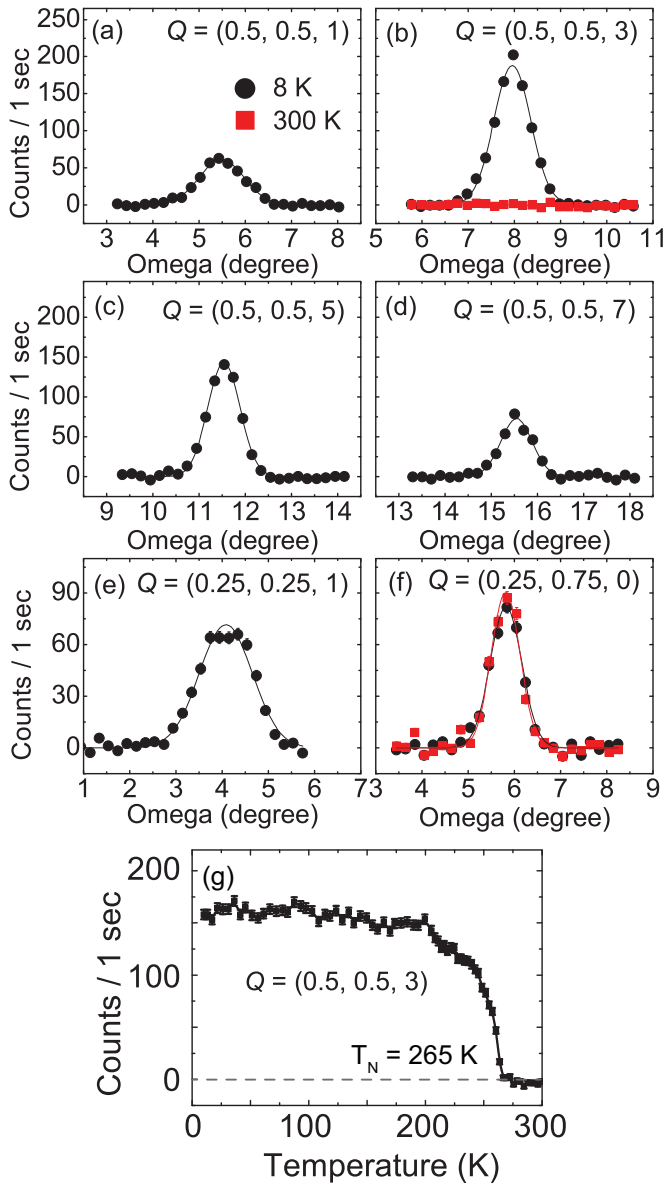 (a) Q = (0.5, 0.5, 1)
8 K
300 K
250
200
150
100
50
0
Counts / 1 sec
3 4 5 6 7 8
Omega (degree)
(b) Q = (0.5, 0.5, 3)
5 6 7 8 9 10 11
Omega (degree)
(c) Q = (0.5, 0.5, 5)
200
150
100
50
0
Counts / 1 sec
9 10 11 12 13 14
Omega (degree)
(d) Q = (0.5, 0.5, 7)
13 14 15 16 17 18
Omega (degree)
(e) Q = (0.25, 0.25, 1)
90
60
30
0
Counts / 1 sec
1 2 3 4 5 6 7
Omega (degree)
(f) Q = (0.25, 0.75, 0)
3 4 5 6 7 8 9
Omega (degree)
(g)
200
100
0
Counts / 1 sec
Q = (0.5, 0.5, 3)
T_N = 265 K
0 100 200 300
Temperature (K)